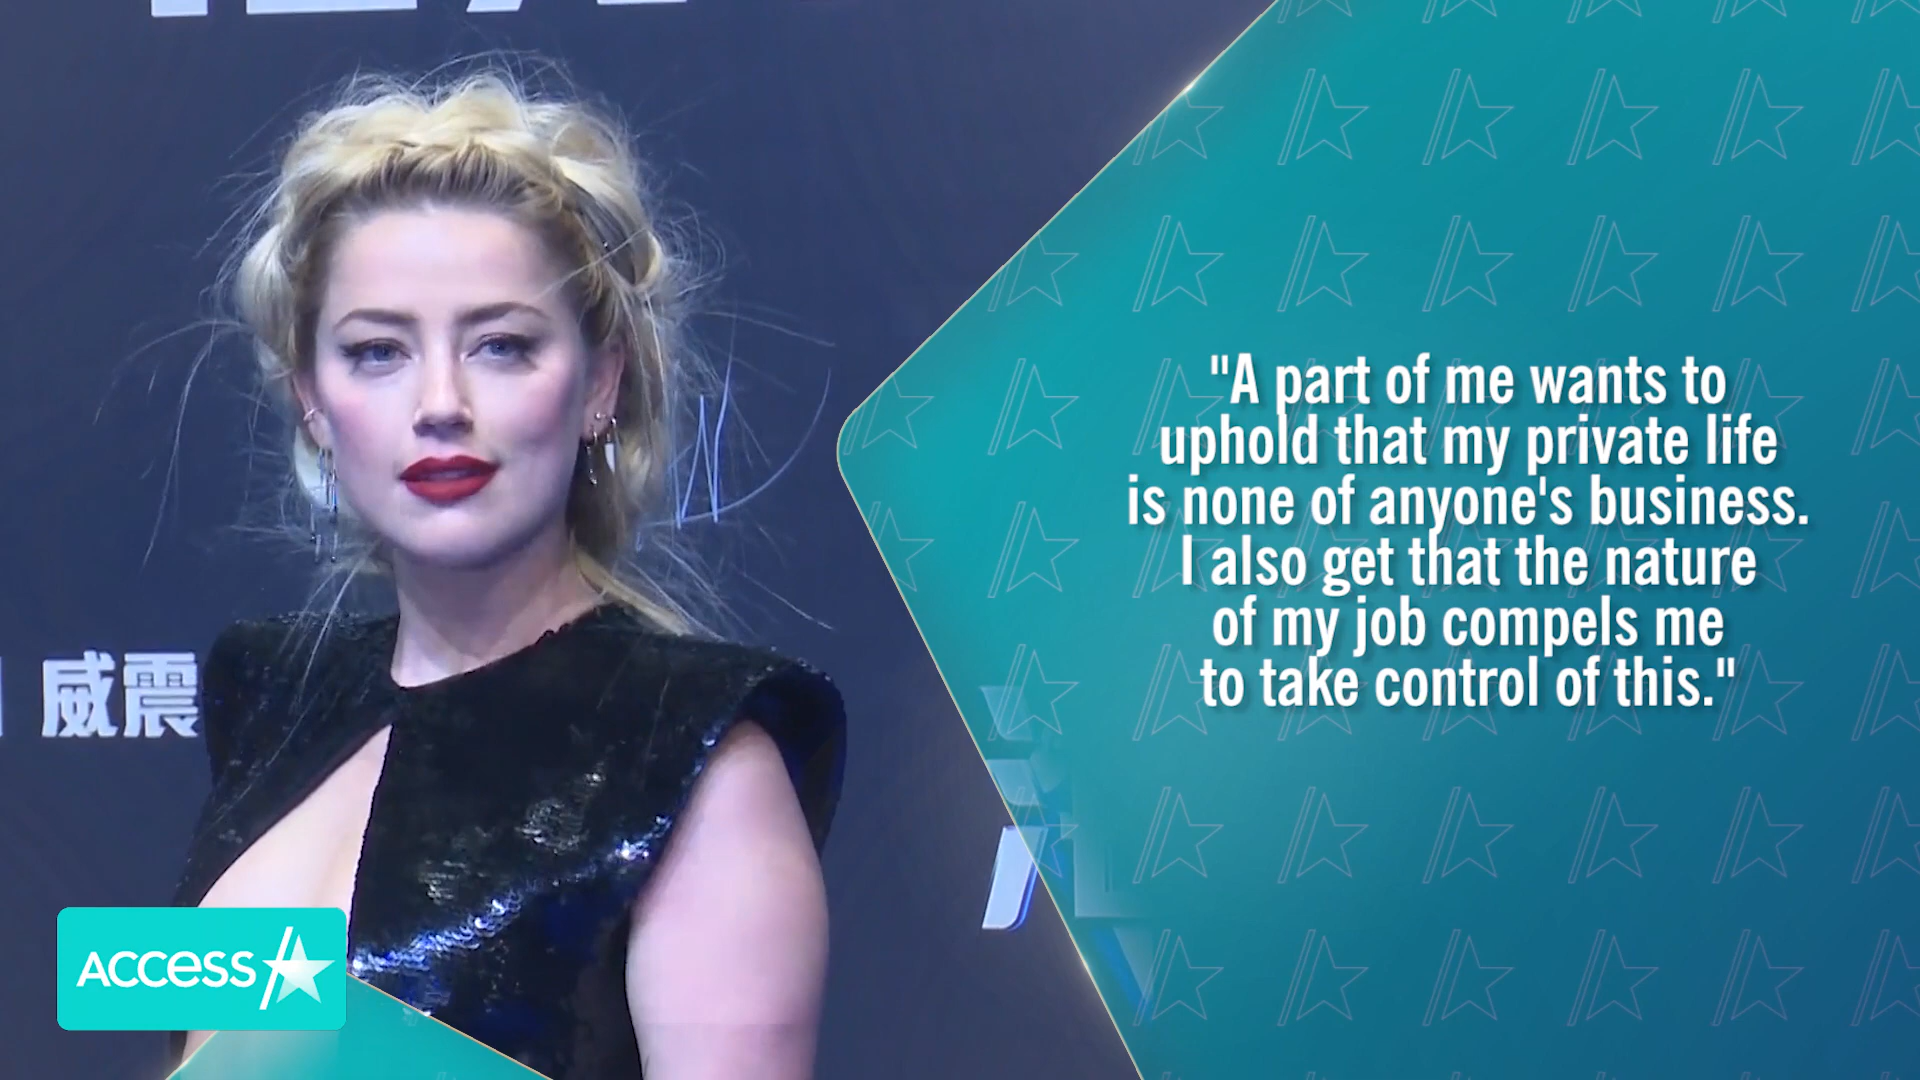 威震
"A part of me wants to
uphold that my private life
is none of anyone's business.
I also get that the nature
of my job compels me
to take control of this."
ACCESS